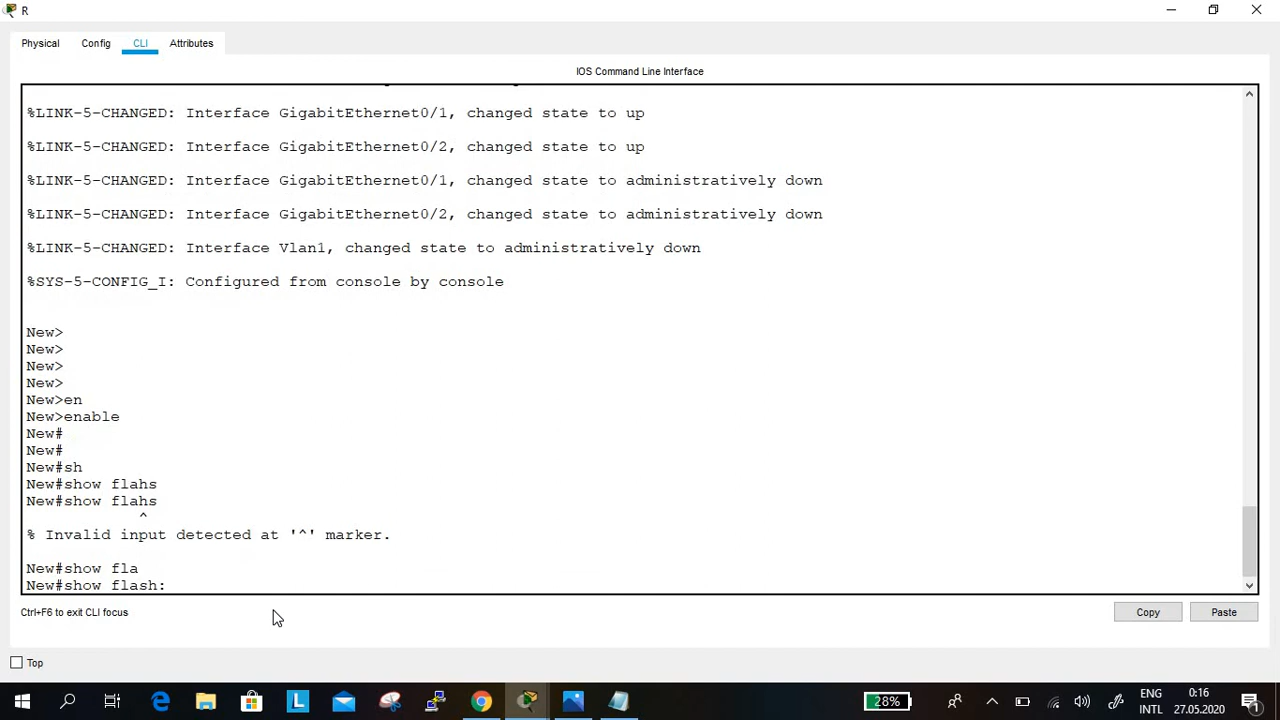 R
Physical Config CLI Attributes
IOS Command Line Interface
%LINK-5-CHANGED: Interface GigabitEthernet0/1, changed state to up
%LINK-5-CHANGED: Interface GigabitEthernet0/2, changed state to up
%LINK-5-CHANGED: Interface GigabitEthernet0/1, changed state to administratively down
%LINK-5-CHANGED: Interface GigabitEthernet0/2, changed state to administratively down
%LINK-5-CHANGED: Interface Vlan1, changed state to administratively down
%SYS-5-CONFIG_I: Configured from console by console
New>
New>
New>
New>
New>en
New>enable
New#
New#
New#sh
New#show flahs
New#show flahs
^
% Invalid input detected at '^' marker.
New#show fla
New#show flash:
Ctrl+F6 to exit CLI focus
Copy Paste
Top
L
28%
ENG
INTL
0:16
27.05.2020
1